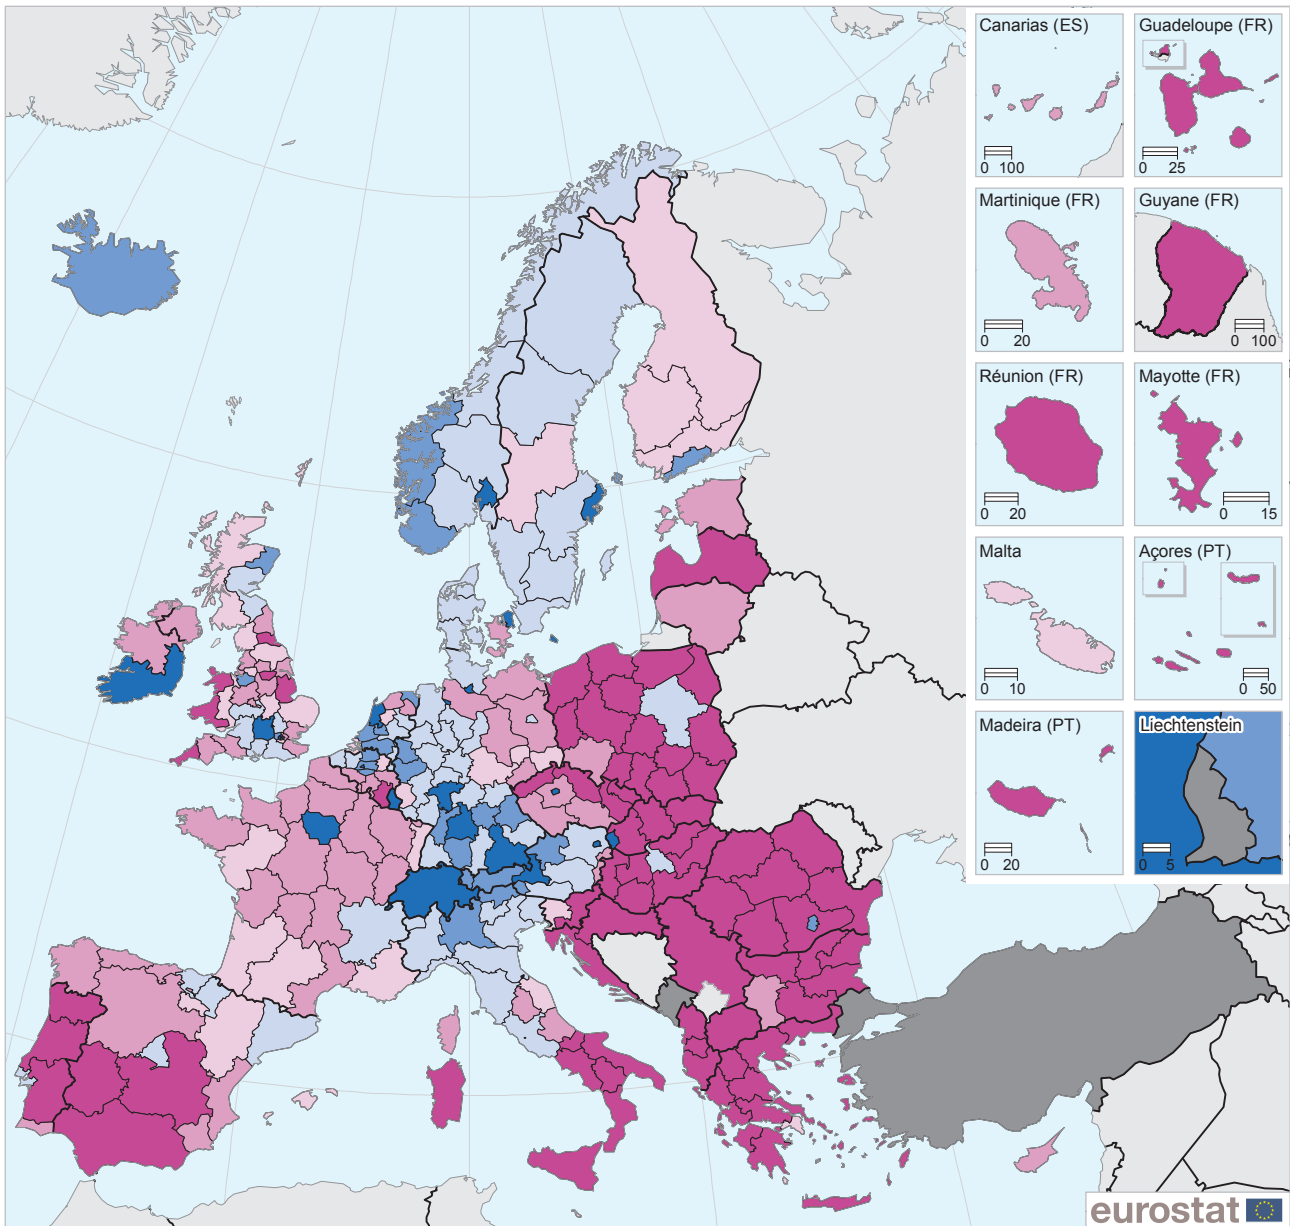 Canarias (ES)
0 100
Guadeloupe (FR)
0 25
Martinique (FR)
0 20
Guyane (FR)
0 100
Réunion (FR)
0 20
Mayotte (FR)
0 15
Malta
0 10
Açores (PT)
0 50
Madeira (PT)
0 20
Liechtenstein
0 5
eurostat